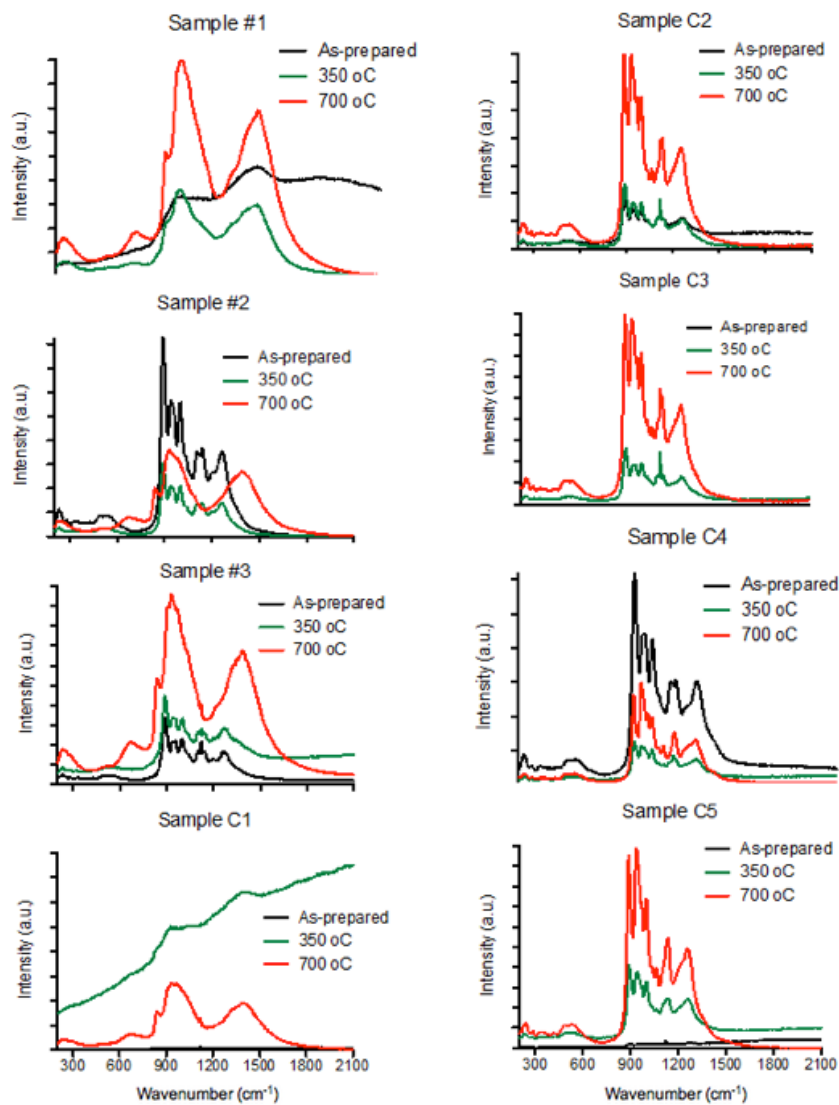 Sample #1
Intensity (a.u.)
As-prepared
350 oC
700 oC
Sample #2
Intensity (a.u.)
As-prepared
350 oC
700 oC
Sample #3
Intensity (a.u.)
As-prepared
350 oC
700 oC
Sample C1
Intensity (a.u.)
As-prepared
350 oC
700 oC
300 600 900 1200 1500 1800 2100
Wavenumber (cm⁻¹)
Sample C2
Intensity (a.u.)
As-prepared
350 oC
700 oC
Sample C3
Intensity (a.u.)
As-prepared
350 oC
700 oC
Sample C4
Intensity (a.u.)
As-prepared
350 oC
700 oC
Sample C5
Intensity (a.u.)
As-prepared
350 oC
700 oC
300 600 900 1200 1500 1800 2100
Wavenumber (cm⁻¹)